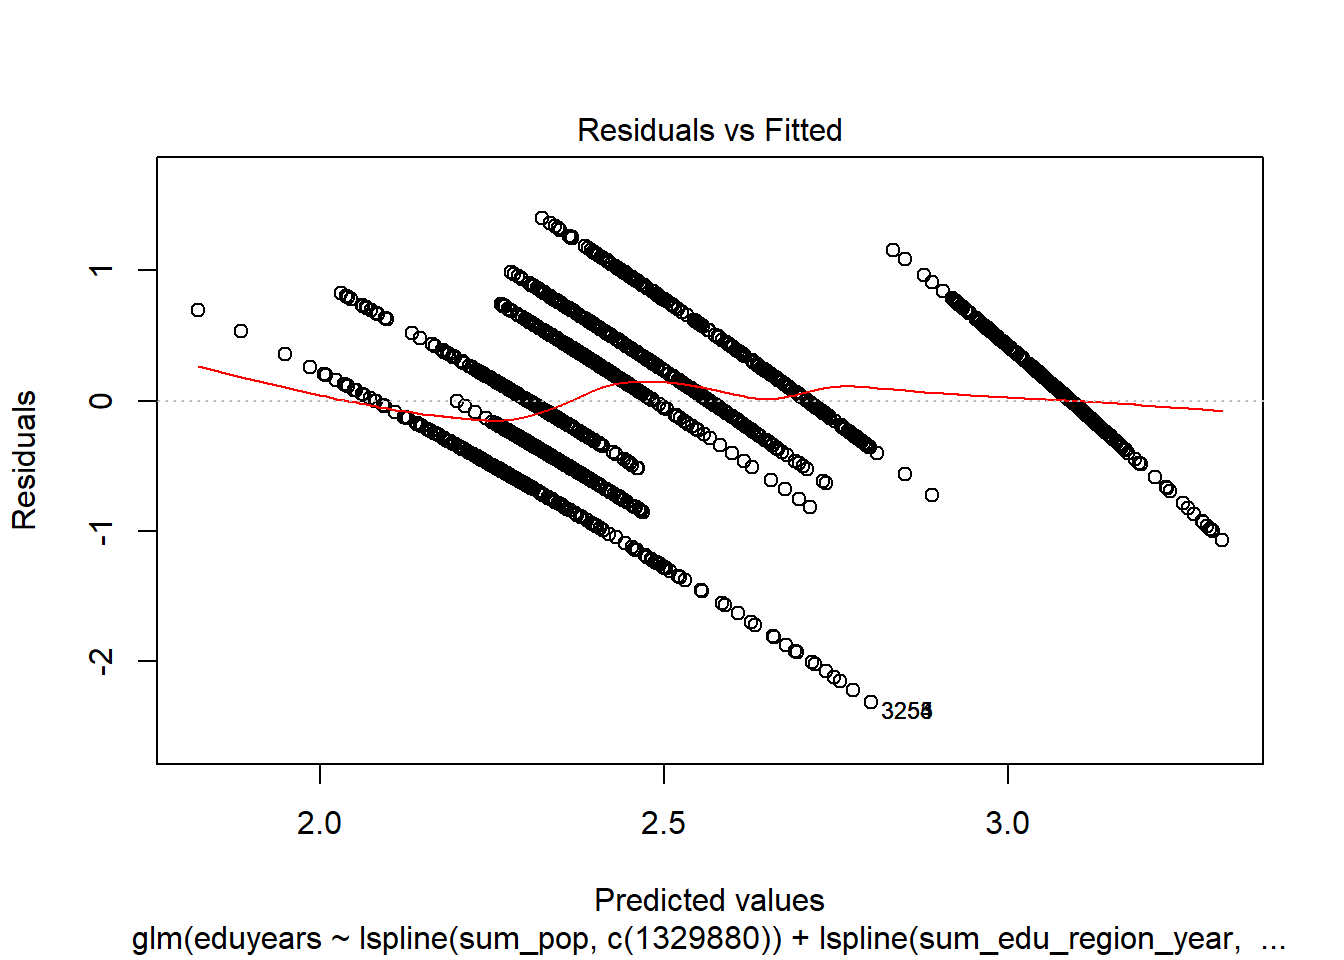 Residuals vs Fitted
Residuals
1
0
-1
-2
2.0 2.5 3.0
Predicted values
glm(eduyears ~ lspline(sum_pop, c(1329880)) + lspline(sum_edu_region_year, ...